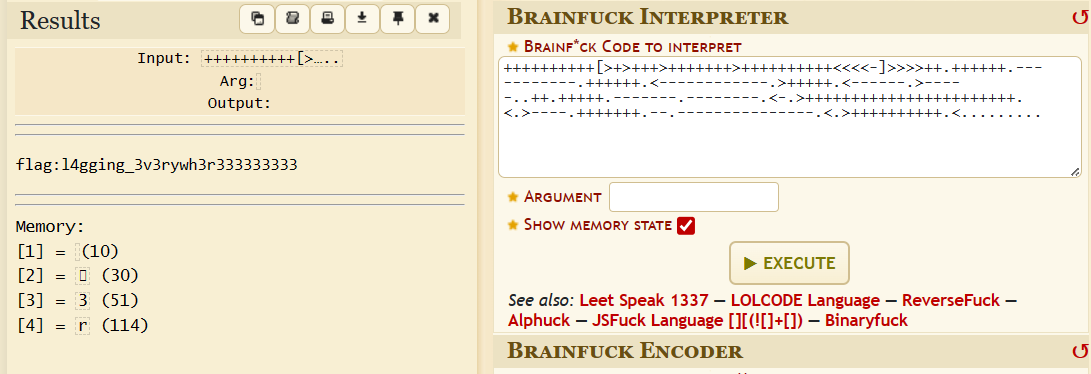 Results
Input: ++++++++++[>…..
Arg:
Output:
flag:l4gging_3v3rywh3r333333333
Memory:
[1] = (10)
[2] = (30)
[3] = 3 (51)
[4] = r (114)
BRAINFUCK INTERPRETER
BRAINF*CK CODE TO INTERPRET
++++++++++[>+>+++>+++++++>++++++++++<<<<-]>>>>++.++++++.---
-----------.++++++.<-------------.>+++++.<------.>----
-..++.+++++.-------.--------.<-.>++++++++++++++++++++++++.
<.>----.+++++++.--.----------------.<.>++++++++++.<.........
ARGUMENT
SHOW MEMORY STATE
▶ EXECUTE
See also: Leet Speak 1337 — LOLCODE Language — ReverseFuck —
Alphuck — JSFuck Language [][(![]+[]) — Binaryfuck
BRAINFUCK ENCODER